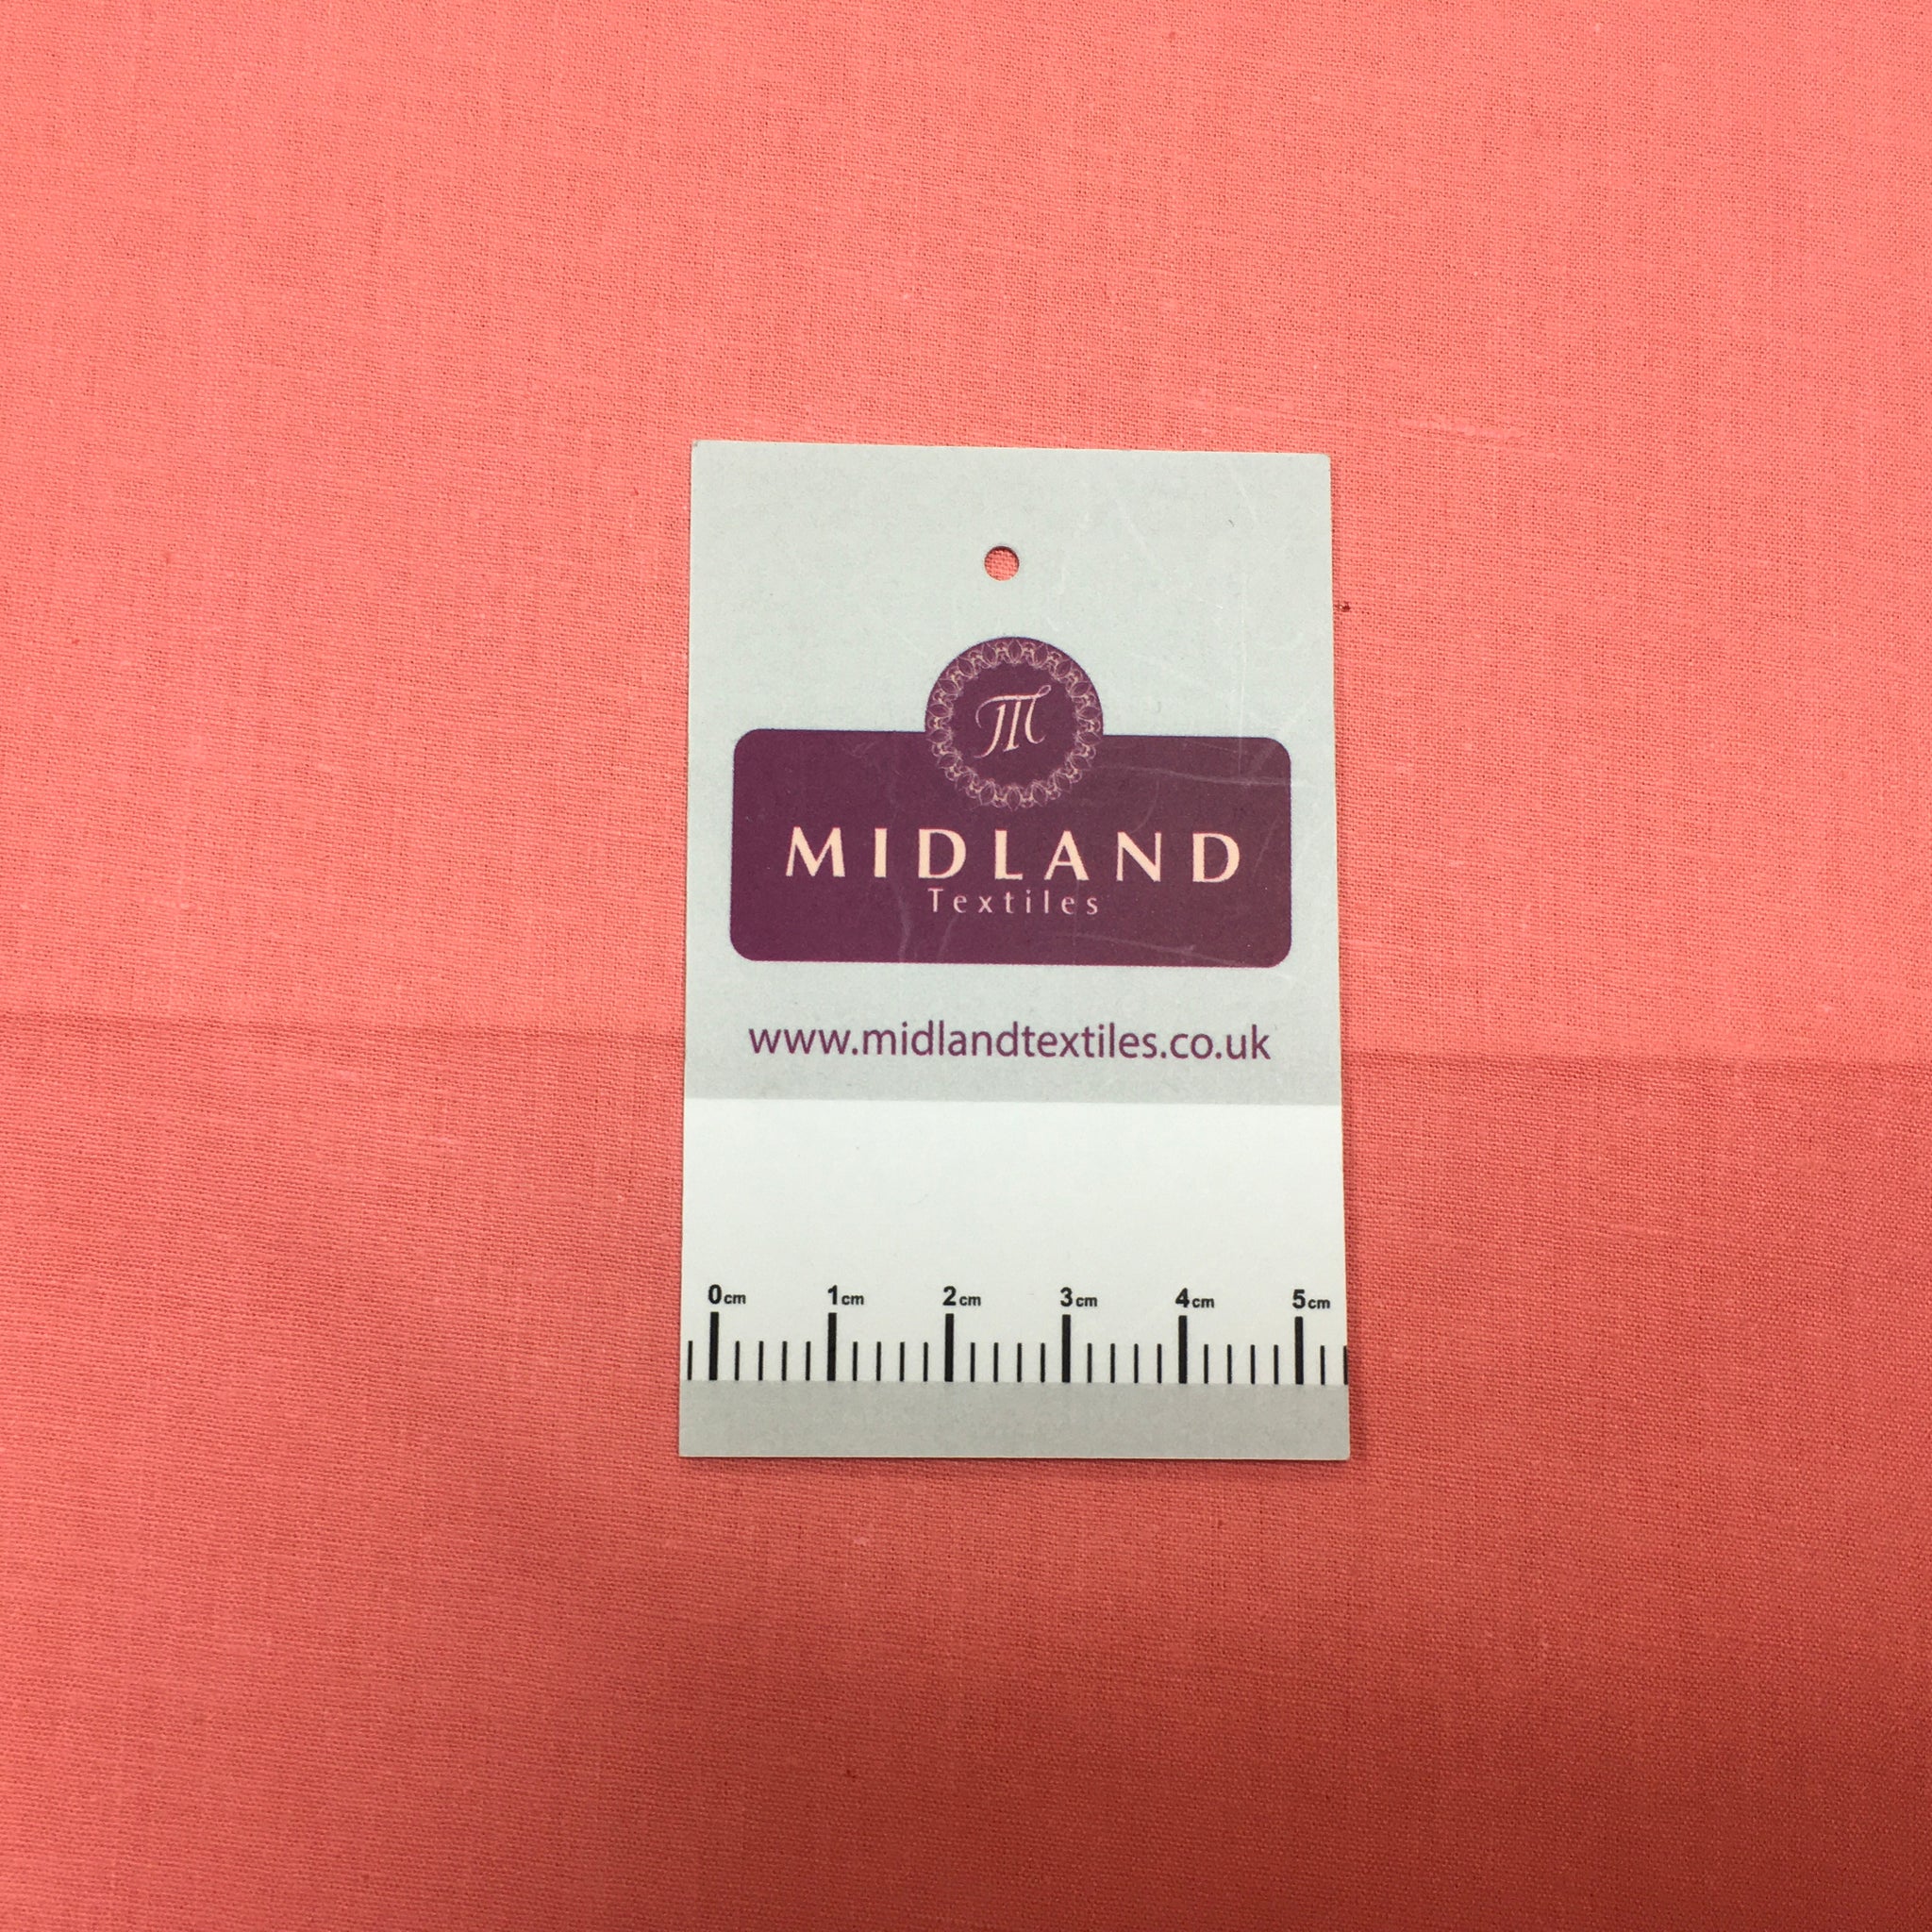 M
MIDLAND
Textiles
www.midlandtextiles.co.uk
0cm 1cm 2cm 3cm 4cm 5cm